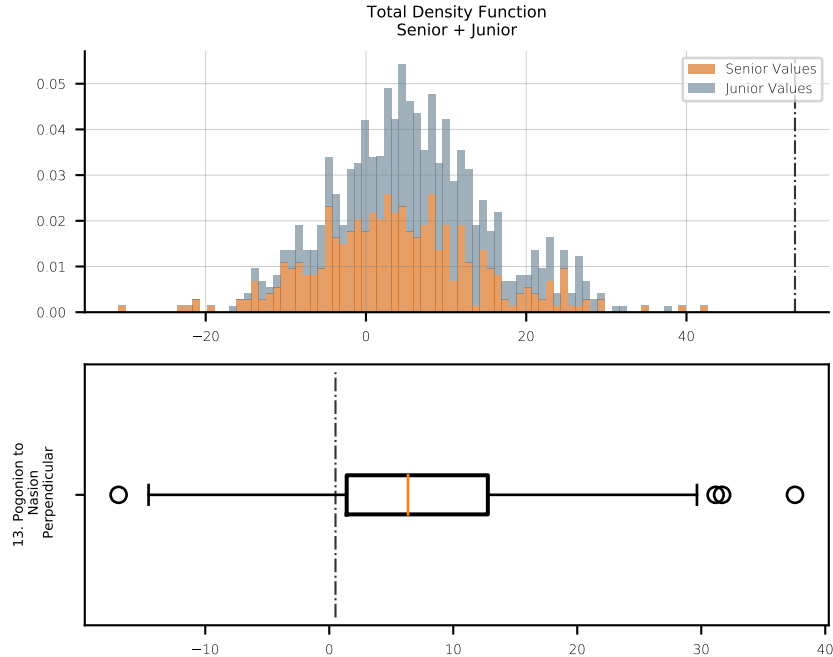 Total Density Function
Senior + Junior
Senior Values
Junior Values
0.05
0.04
0.03
0.02
0.01
0.00
−20
0
20
40
13. Pogonion to
Nasion
Perpendicular
−10
0
10
20
30
40